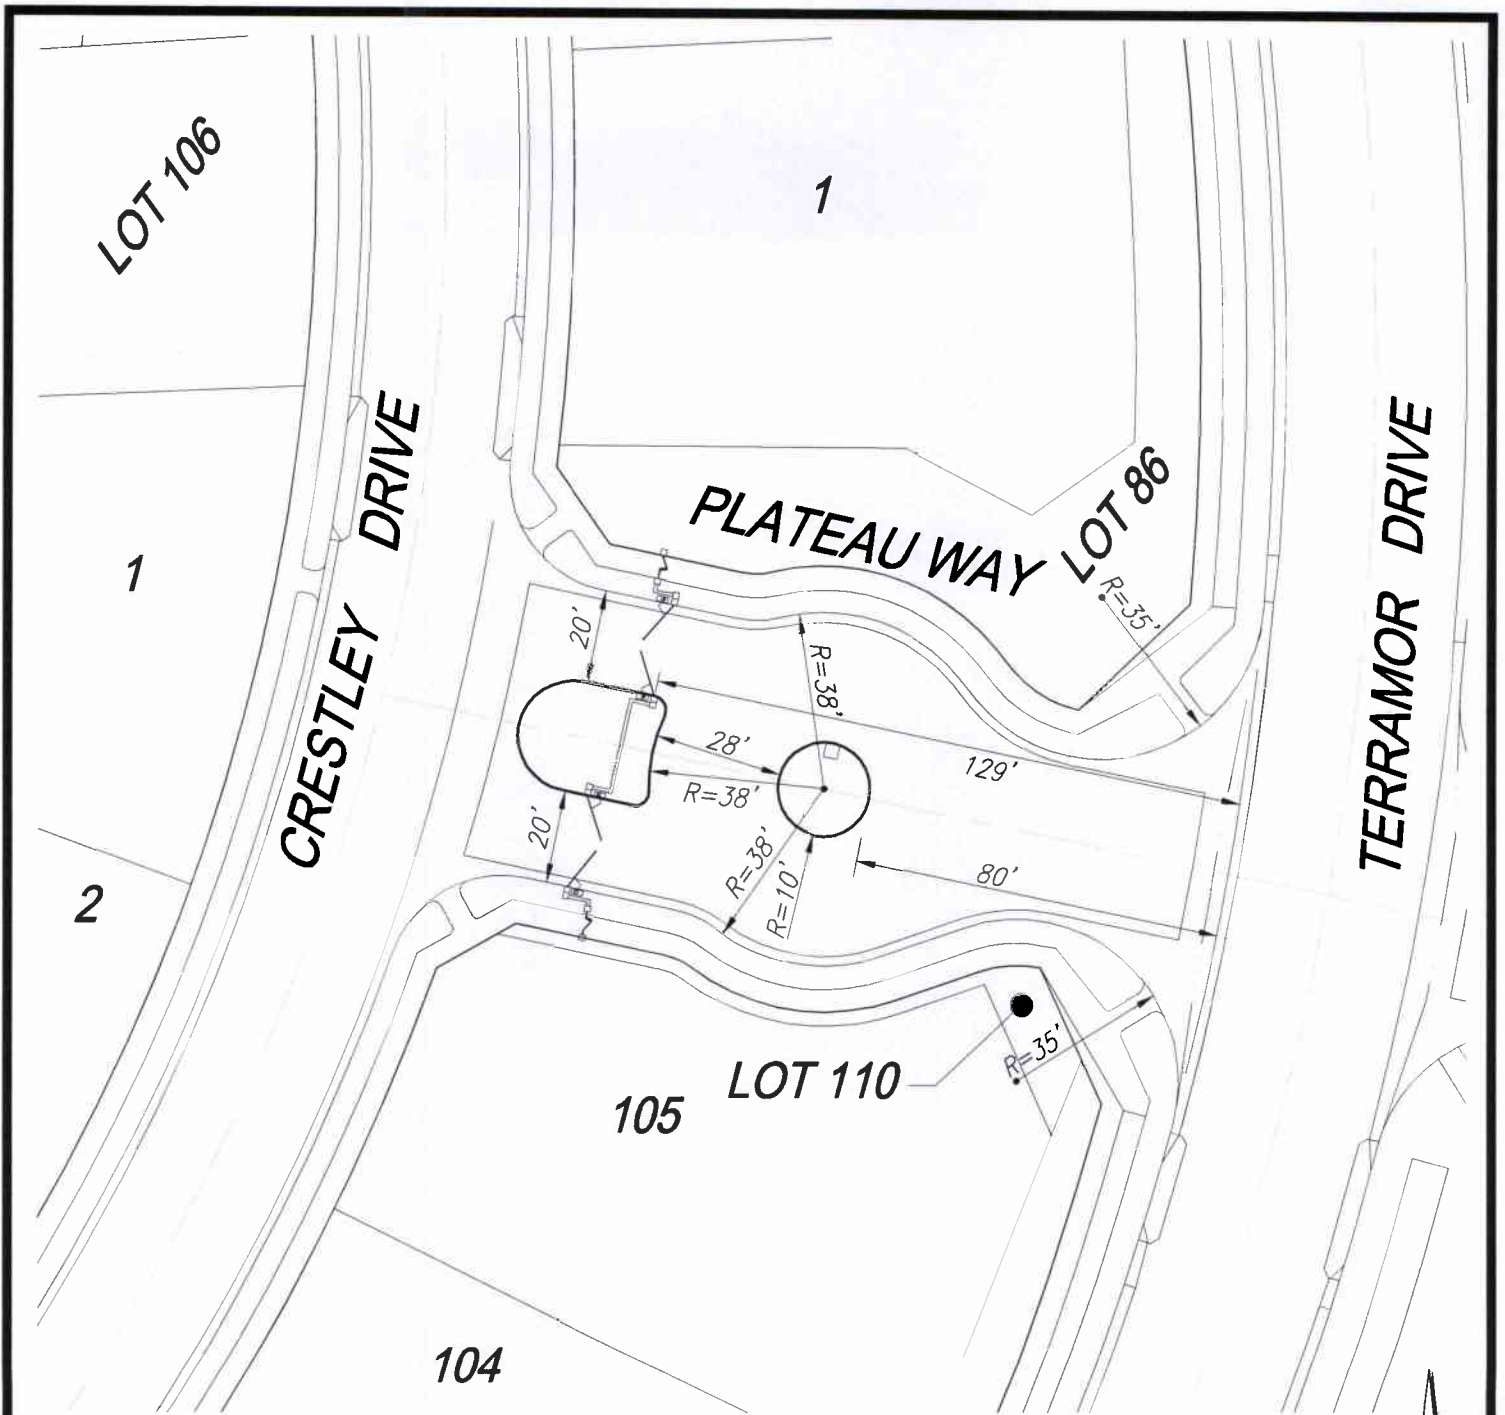 LOT 106
1
CRESTLEY DRIVE
PLATEAU WAY
LOT 86
R=35'
TERRAMOR DRIVE
1
20'
R=38'
28'
129'
R=38'
20'
R=38'
R=10'
80'
2
R=35'
LOT 110
105
104